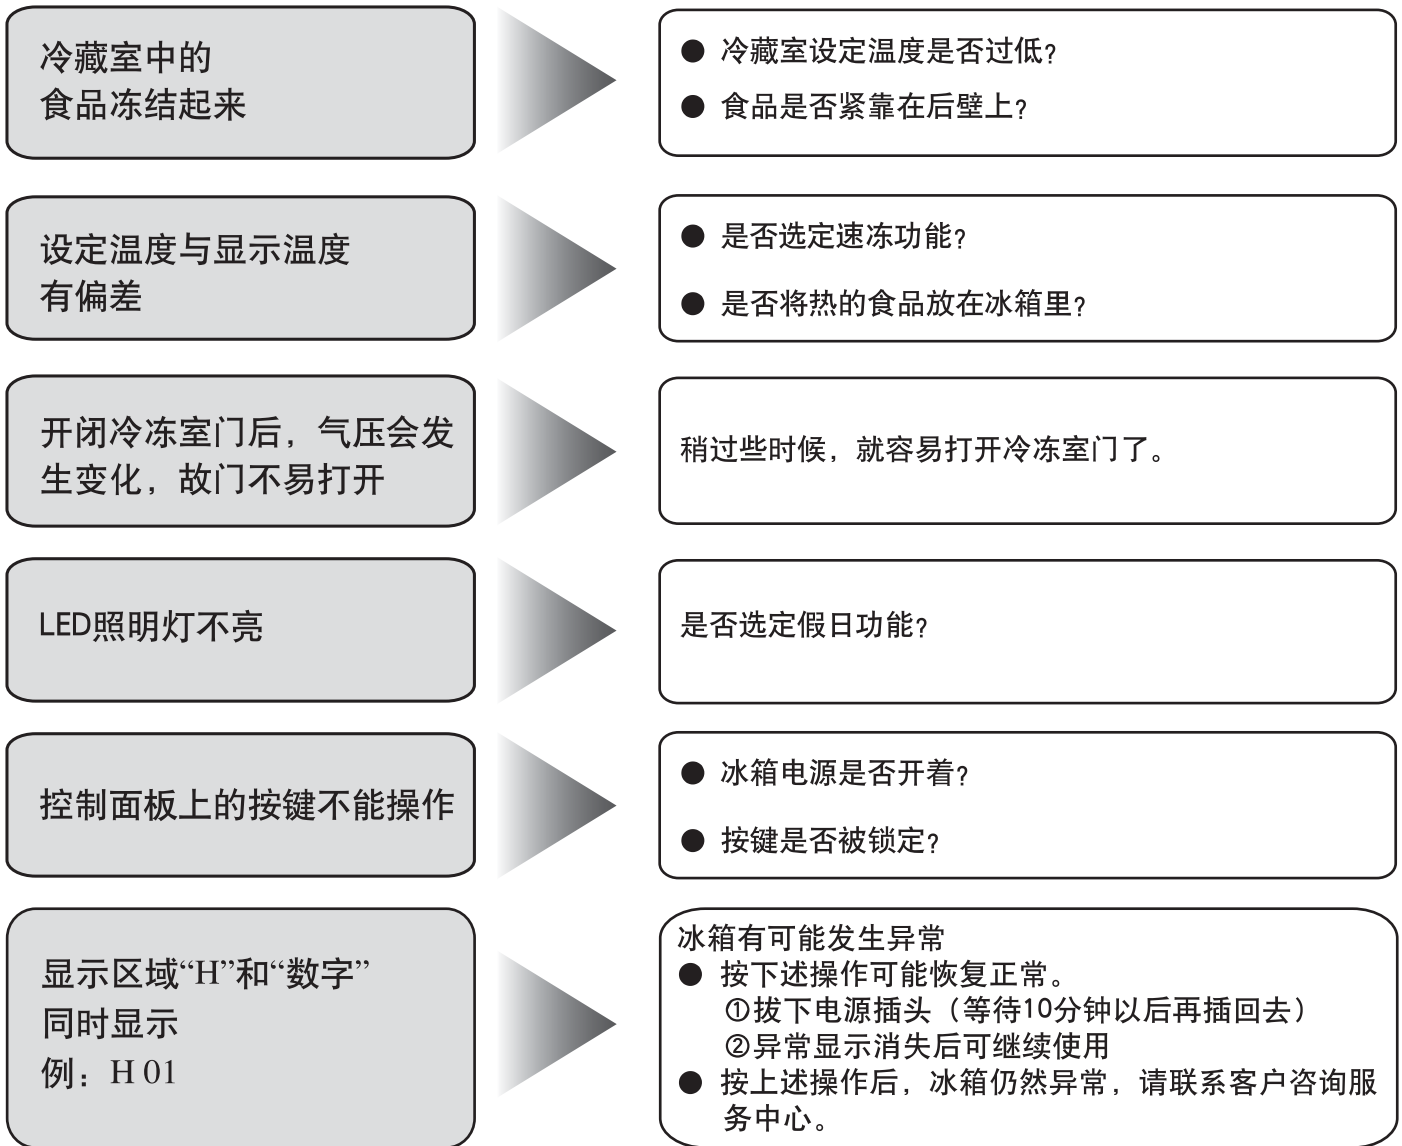 冷藏室中的
食品冻结起来
● 冷藏室设定温度是否过低?
● 食品是否紧靠在后壁上?
设定温度与显示温度
有偏差
● 是否选定速冻功能?
● 是否将热的食品放在冰箱里?
开闭冷冻室门后，气压会发
生变化，故门不易打开
稍过些时候，就容易打开冷冻室门了。
LED照明灯不亮
是否选定假日功能?
控制面板上的按键不能操作
● 冰箱电源是否开着?
● 按键是否被锁定?
显示区域“H”和“数字”
同时显示
例：H 01
冰箱有可能发生异常
● 按下述操作可能恢复正常。
①拔下电源插头（等待10分钟以后再插回去）
②异常显示消失后可继续使用
● 按上述操作后，冰箱仍然异常，请联系客户咨询服
务中心。